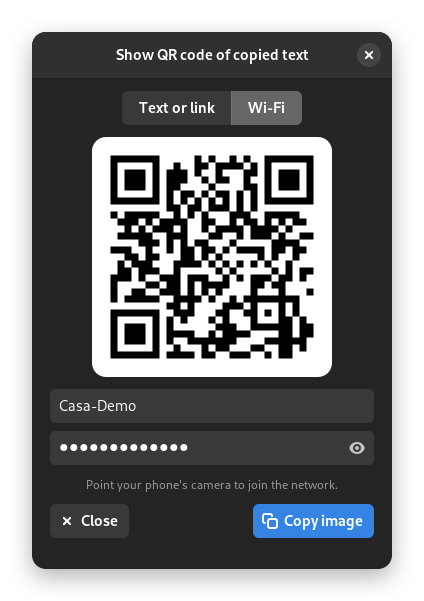 Show QR code of copied text
Text or link
Wi-Fi
Casa-Demo
●●●●●●●●●●●●●
Point your phone's camera to join the network.
Close
Copy image